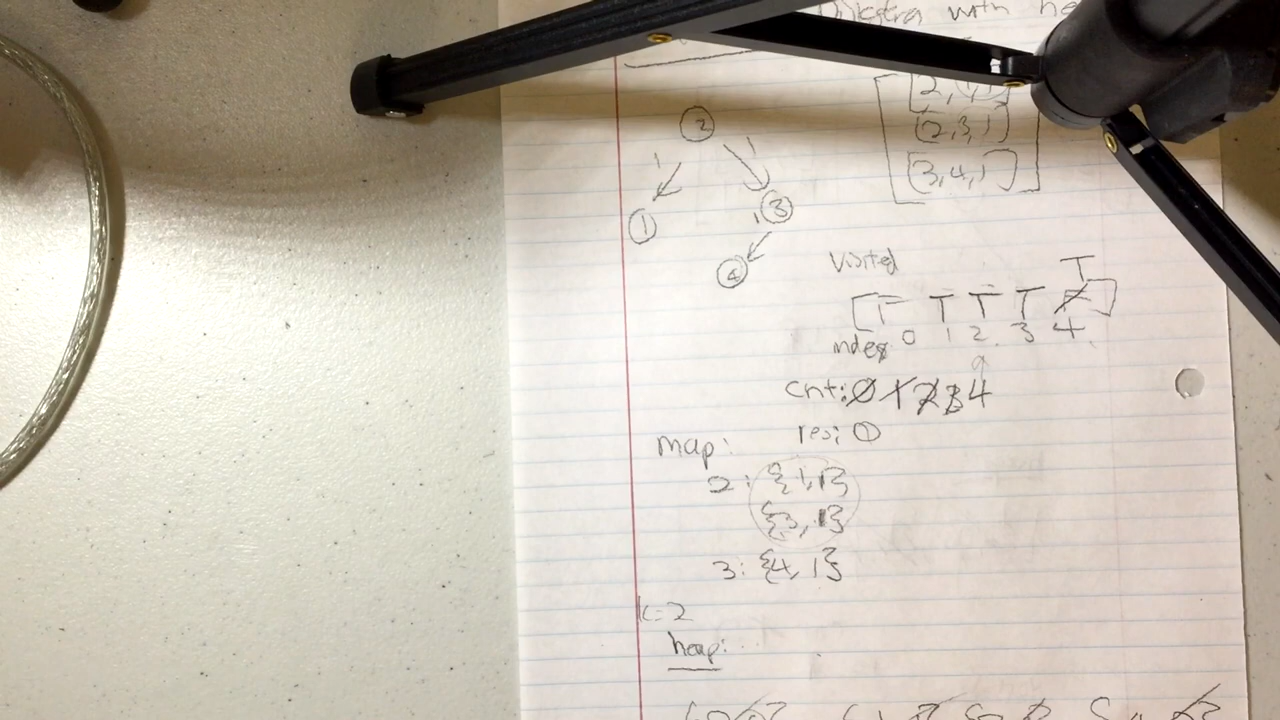 Dijkstra with
[2, 1, 1]
2
1
1
[2,3,1]
[3,4,1]
1
3
4
Visited
T
T T T
index: 0 1 2 3 4
cnt: 0 1 2 3 4
res: 1
map:
2: {1,1}
{3,1}
3: {4,1}
k=2
heap: